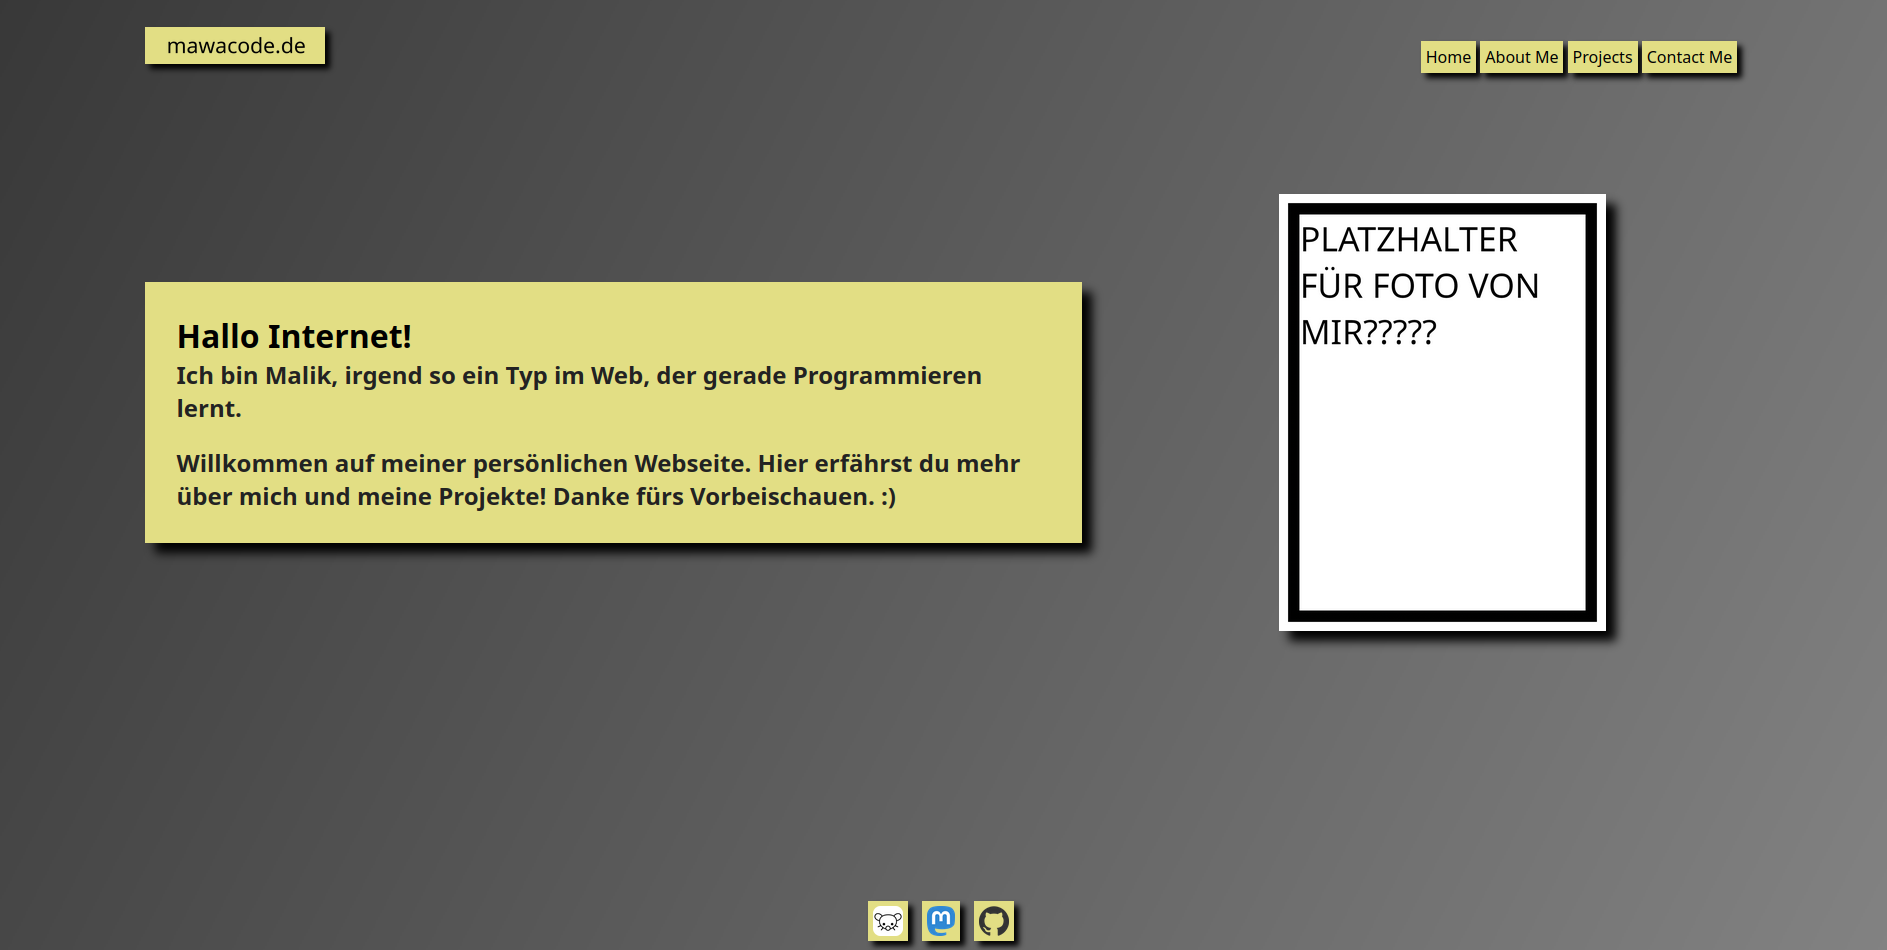 mawacode.de
Home About Me Projects Contact Me
PLATZHALTER
FÜR FOTO VON
MIR?????
Hallo Internet!
Ich bin Malik, irgend so ein Typ im Web, der gerade Programmieren
lernt.
Willkommen auf meiner persönlichen Webseite. Hier erfährst du mehr
über mich und meine Projekte! Danke fürs Vorbeischauen. :)